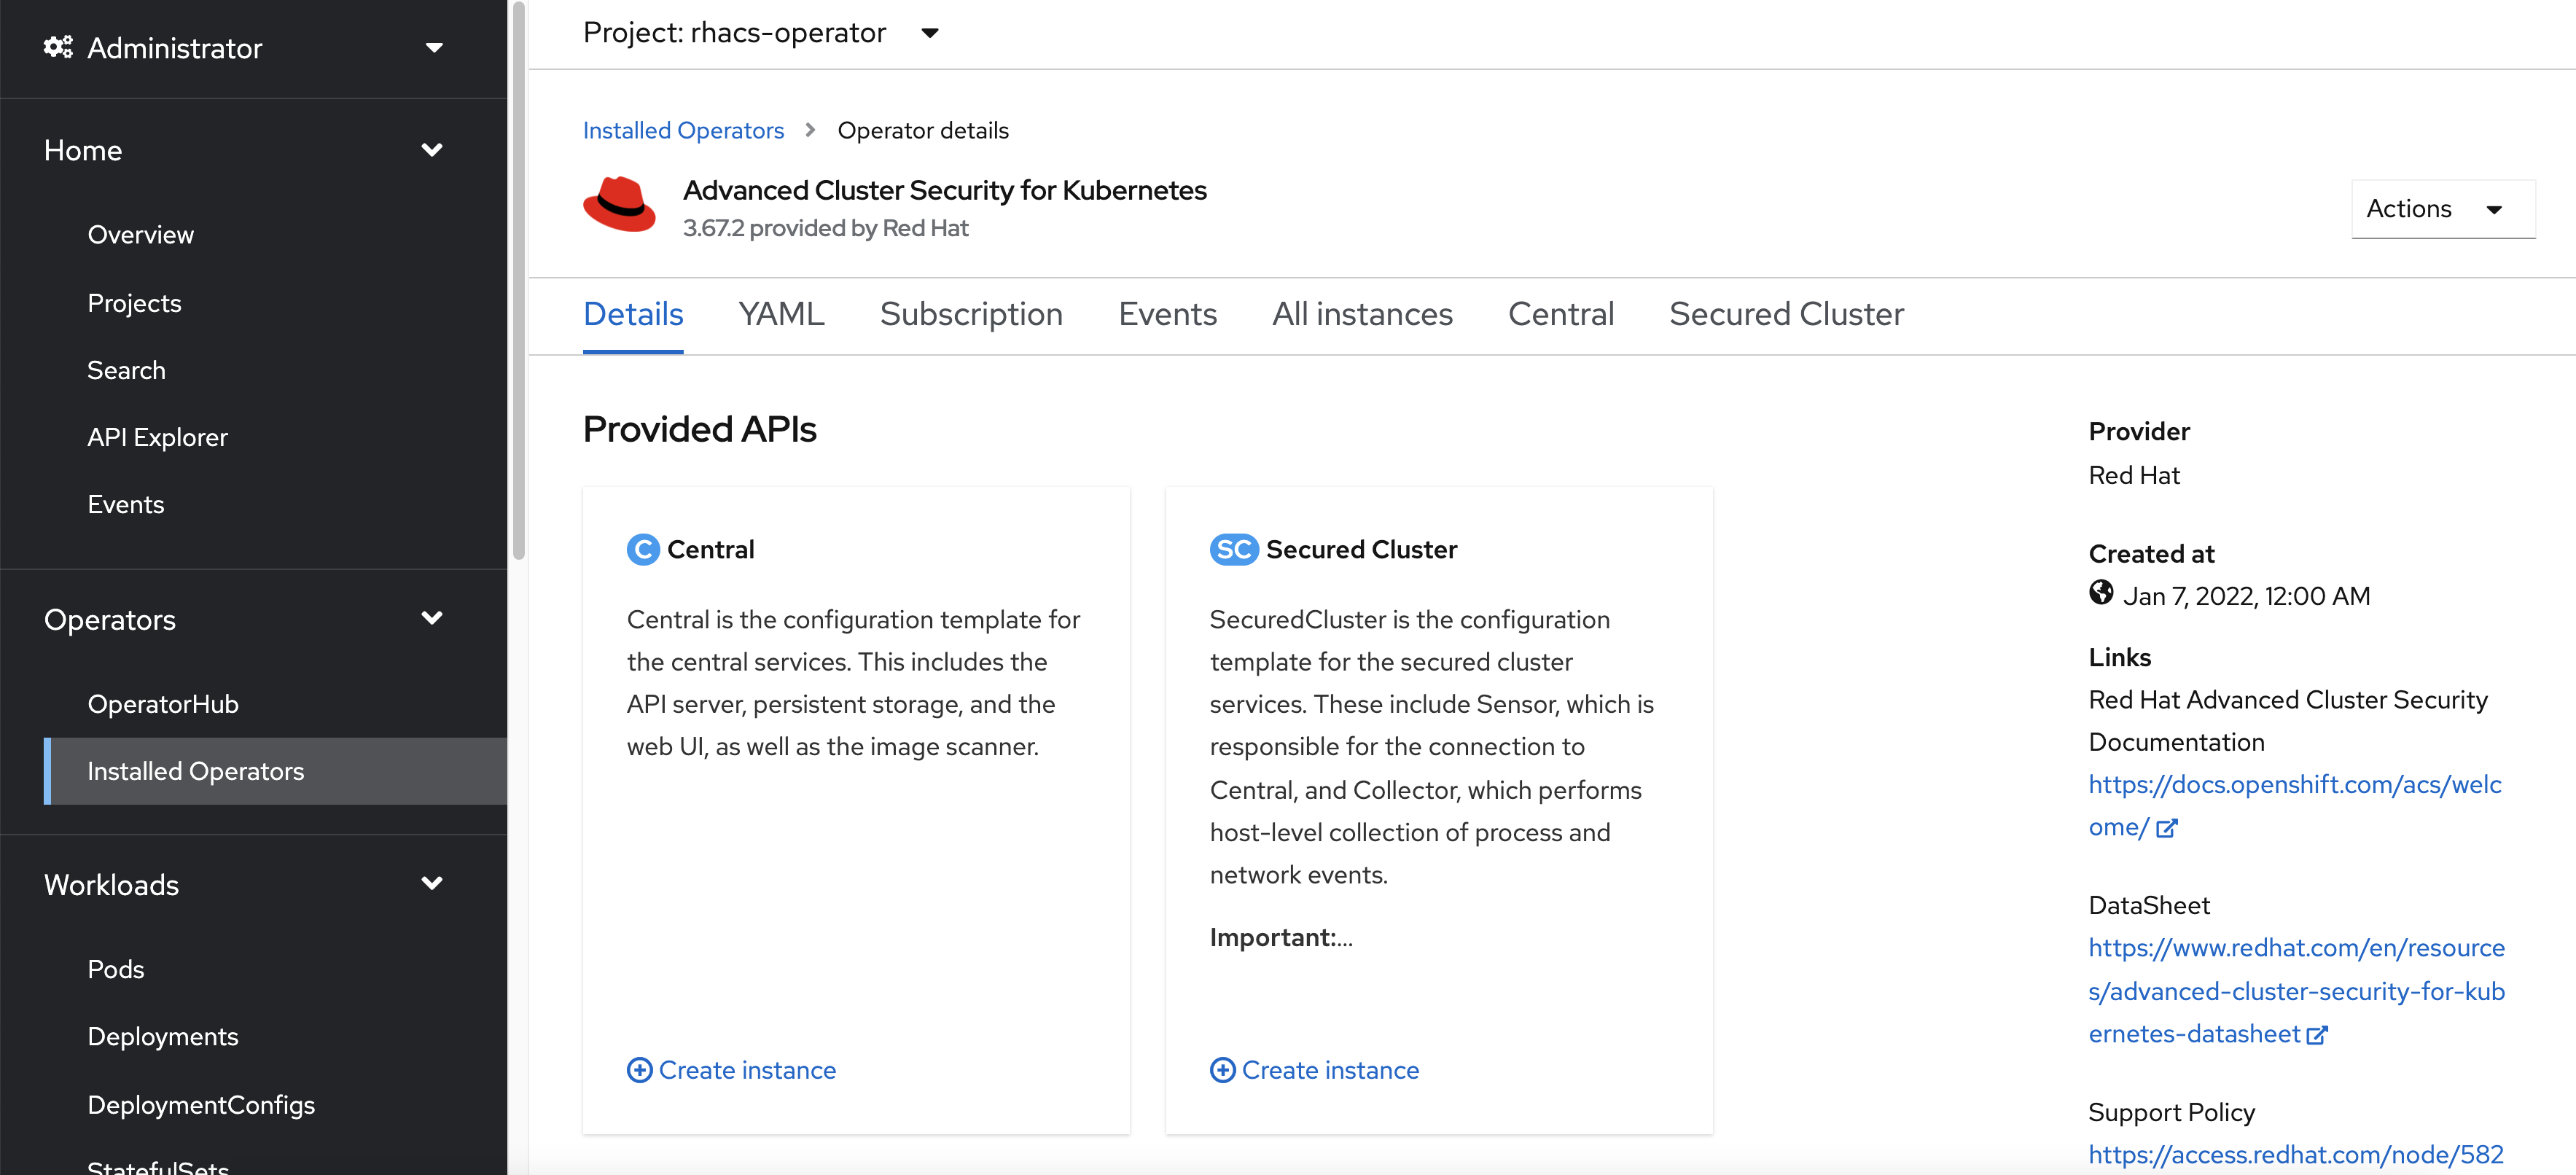 Administrator
Home
Overview
Projects
Search
API Explorer
Events
Operators
OperatorHub
Installed Operators
Workloads
Pods
Deployments
DeploymentConfigs
StatefulSets
Project: rhacs-operator
Installed Operators > Operator details
Advanced Cluster Security for Kubernetes
3.67.2 provided by Red Hat
Actions
Details YAML Subscription Events All instances Central Secured Cluster
Provided APIs
C Central
Central is the configuration template for
the central services. This includes the
API server, persistent storage, and the
web UI, as well as the image scanner.
Create instance
SC Secured Cluster
SecuredCluster is the configuration
template for the secured cluster
services. These include Sensor, which is
responsible for the connection to
Central, and Collector, which performs
host-level collection of process and
network events.
Important:...
Create instance
Provider
Red Hat
Created at
Jan 7, 2022, 12:00 AM
Links
Red Hat Advanced Cluster Security
Documentation
https://docs.openshift.com/acs/welc
ome/
DataSheet
https://www.redhat.com/en/resource
s/advanced-cluster-security-for-kub
ernetes-datasheet
Support Policy
https://access.redhat.com/node/582